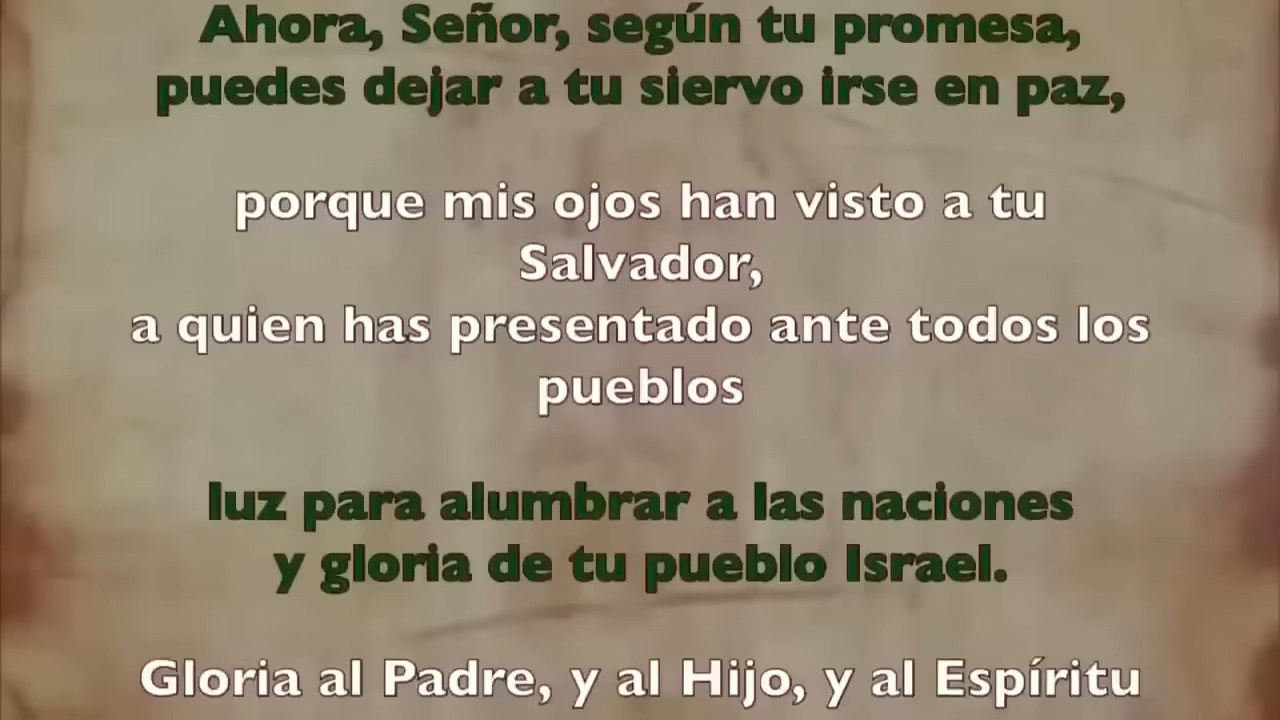 Ahora, Señor, según tu promesa,
puedes dejar a tu siervo irse en paz,
porque mis ojos han visto a tu
Salvador,
a quien has presentado ante todos los
pueblos
luz para alumbrar a las naciones
y gloria de tu pueblo Israel.
Gloria al Padre, y al Hijo, y al Espíritu